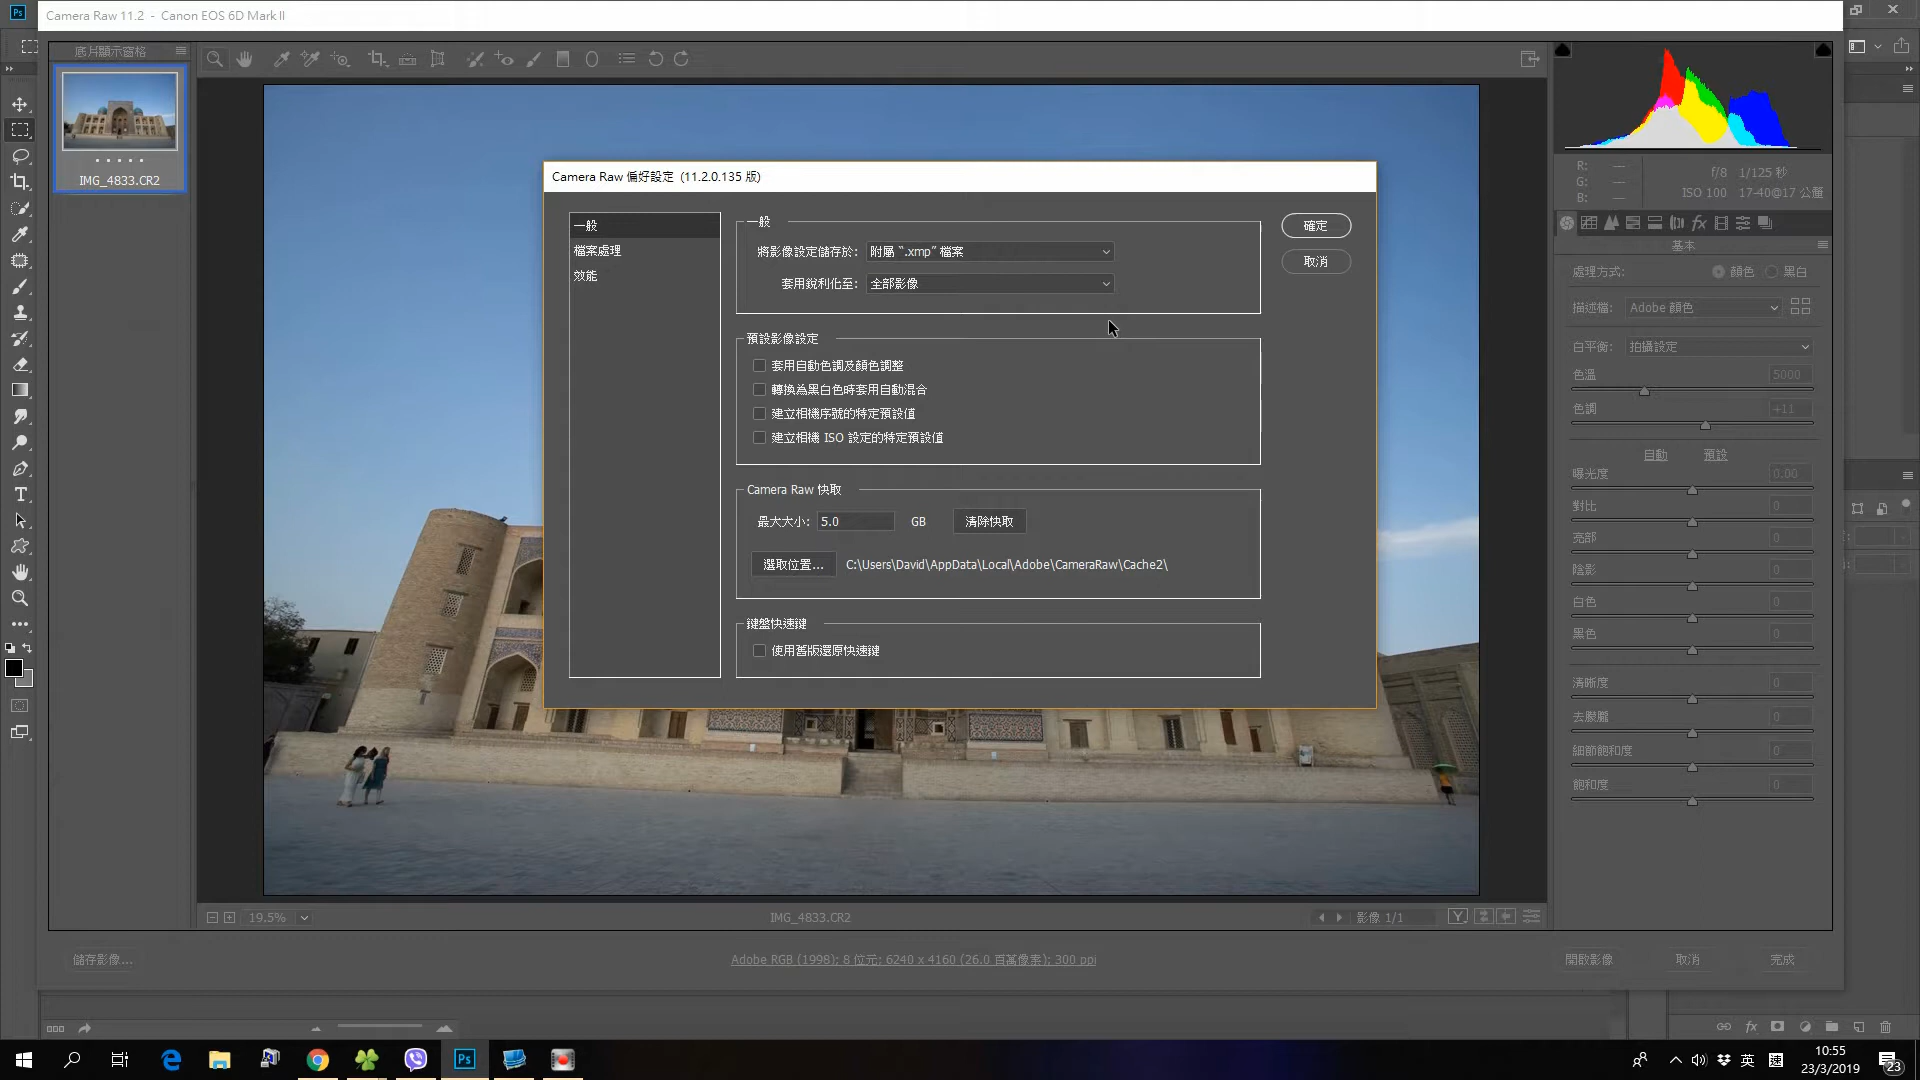 Camera Raw 11.2 - Canon EOS 6D Mark II
底片顯示窗格
IMG_4833.CR2
Camera Raw 偏好設定 (11.2.0.135 版)
一般
檔案處理
效能
一般
將影像設定儲存於: 附屬 “.xmp” 檔案
套用銳利化至: 全部影像
預設影像設定
套用自動色調及顏色調整
轉換為黑白色時套用自動混合
建立相機序號的特定預設值
建立相機 ISO 設定的特定預設值
Camera Raw 快取
最大大小: 5.0 GB 清除快取
選取位置... C:\Users\David\AppData\Local\Adobe\CameraRaw\Cache2\
鍵盤快速鍵
使用舊版還原快速鍵
確定
取消
R: ---
G: ---
B: ---
f/8 1/125 秒
ISO 100 17-40@17 公釐
基本
處理方式: 顏色 黑白
描述檔: Adobe 顏色
白平衡: 拍攝設定
色溫 5000
色調 +11
自動 預設
曝光度 0.00
對比 0
亮部 0
陰影 0
白色 0
黑色 0
清晰度 0
去朦朧 0
細節飽和度 0
飽和度 0
19.5% IMG_4833.CR2 影像 1/1 Y
儲存影像... Adobe RGB (1998); 8 位元; 6240 x 4160 (26.0 百萬像素); 300 ppi 開啟影像 取消 完成
Ps
T
fx
英 速
10:55
23/3/2019
23